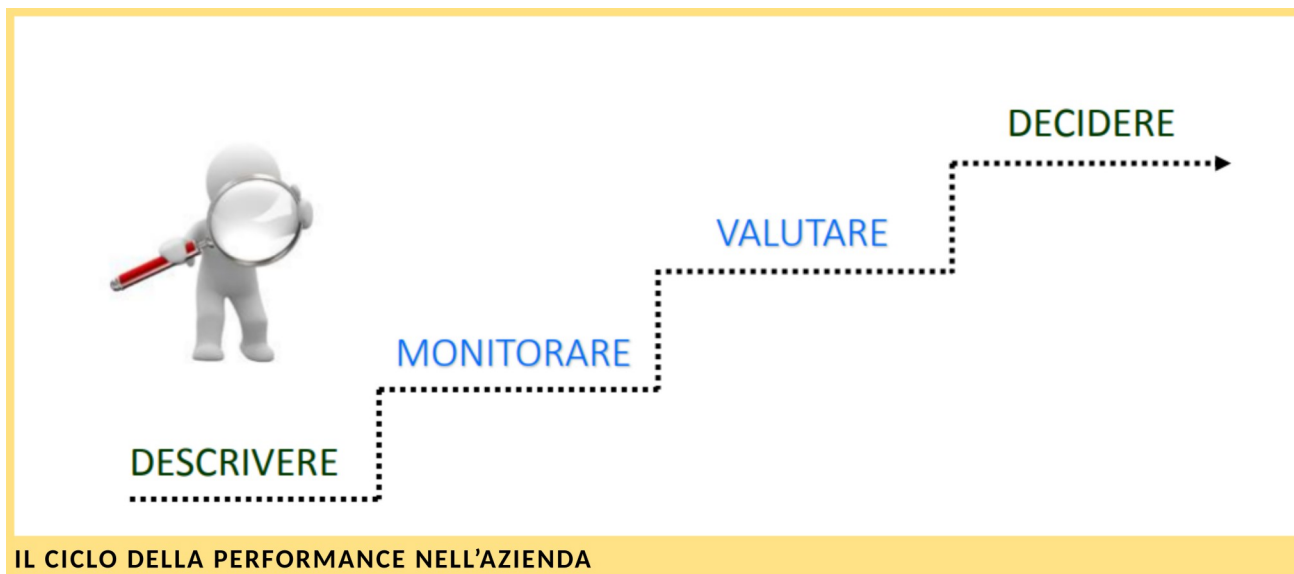 DECIDERE
VALUTARE
MONITORARE
DESCRIVERE
IL CICLO DELLA PERFORMANCE NELL’AZIENDA